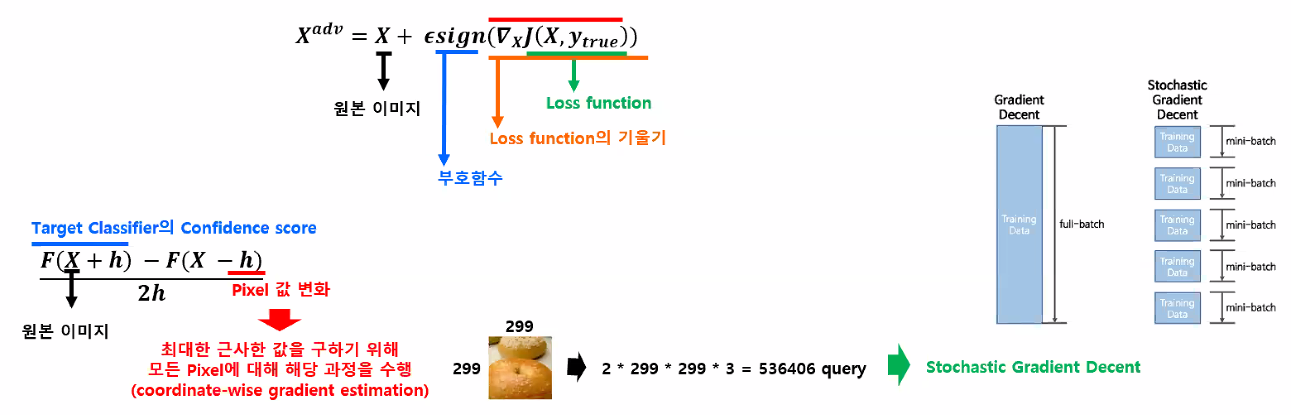 X^adv = X + ϵsign(∇_X J(X, y_true))
원본 이미지
Loss function
Loss function의 기울기
부호함수
Target Classifier의 Confidence score
F(X + h) − F(X − h)
2h
Pixel 값 변화
원본 이미지
최대한 근사한 값을 구하기 위해
모든 Pixel에 대해 해당 과정을 수행
(coordinate-wise gradient estimation)
299
299
2 * 299 * 299 * 3 = 536406 query
Stochastic Gradient Decent
Gradient
Decent
Training
Data
full-batch
Stochastic
Gradient
Decent
Training
Data
mini-batch
Training
Data
mini-batch
Training
Data
mini-batch
Training
Data
mini-batch
Training
Data
mini-batch